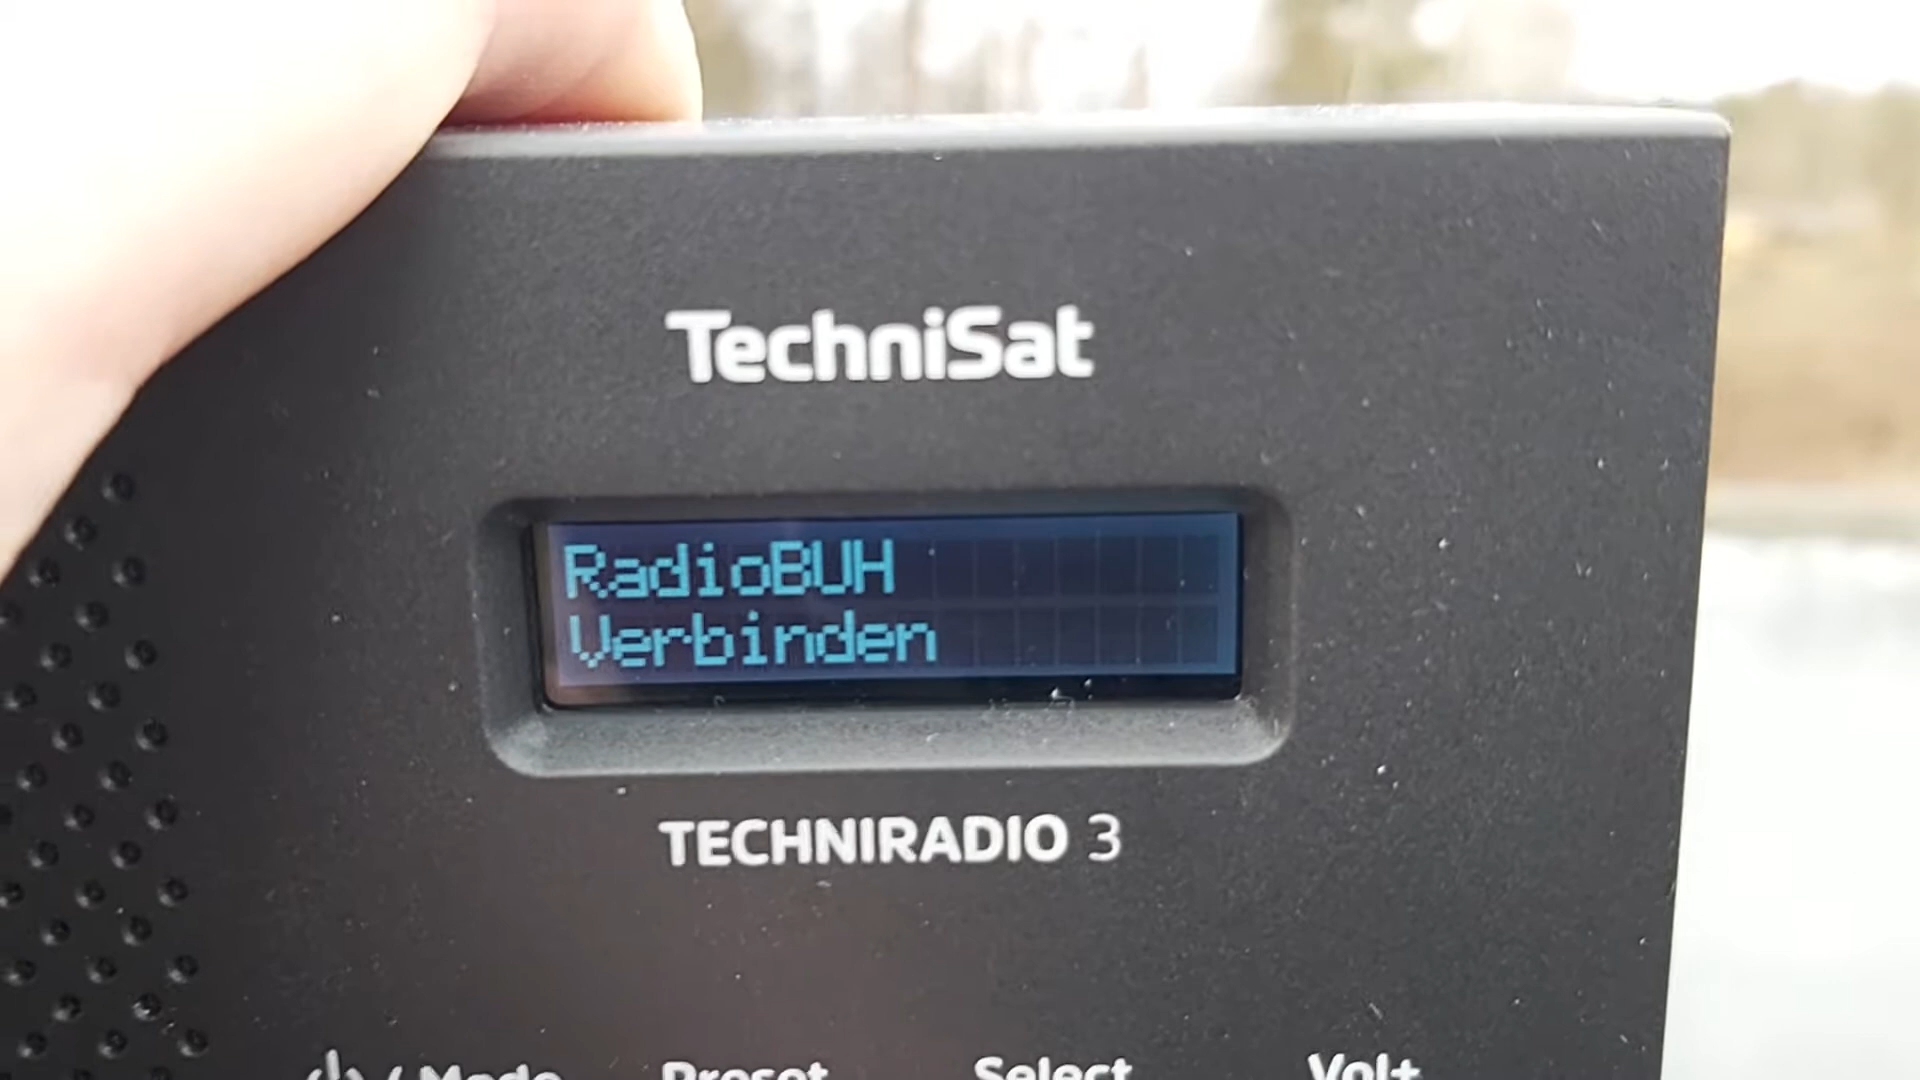 TechniSat
RadioBUH
Verbinden
TECHNIRADIO 3
/ Mode Preset Select Vol+